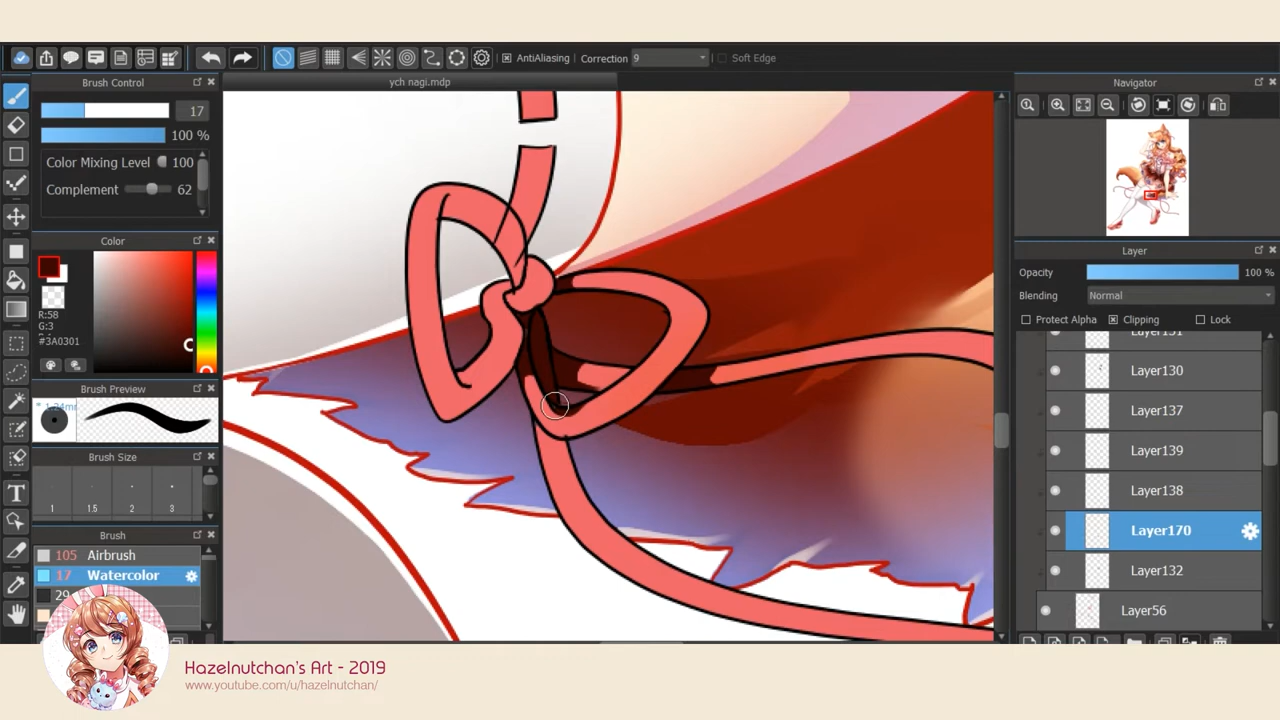 AntiAliasing
Correction
9
Soft Edge
Brush Control
ych nagi.mdp
Navigator
17
100 %
Color Mixing Level 100
Complement 62
Color
R:58
G:3
#3A0301
Brush Preview
Brush Size
1 1.5 2 3
Brush
105 Airbrush
17 Watercolor
29
Layer
Opacity 100 %
Blending Normal
Protect Alpha Clipping Lock
Layer131
Layer130
Layer137
Layer139
Layer138
Layer170
Layer132
Layer56
T
Hazelnutchan's Art - 2019
www.youtube.com/u/hazelnutchan/